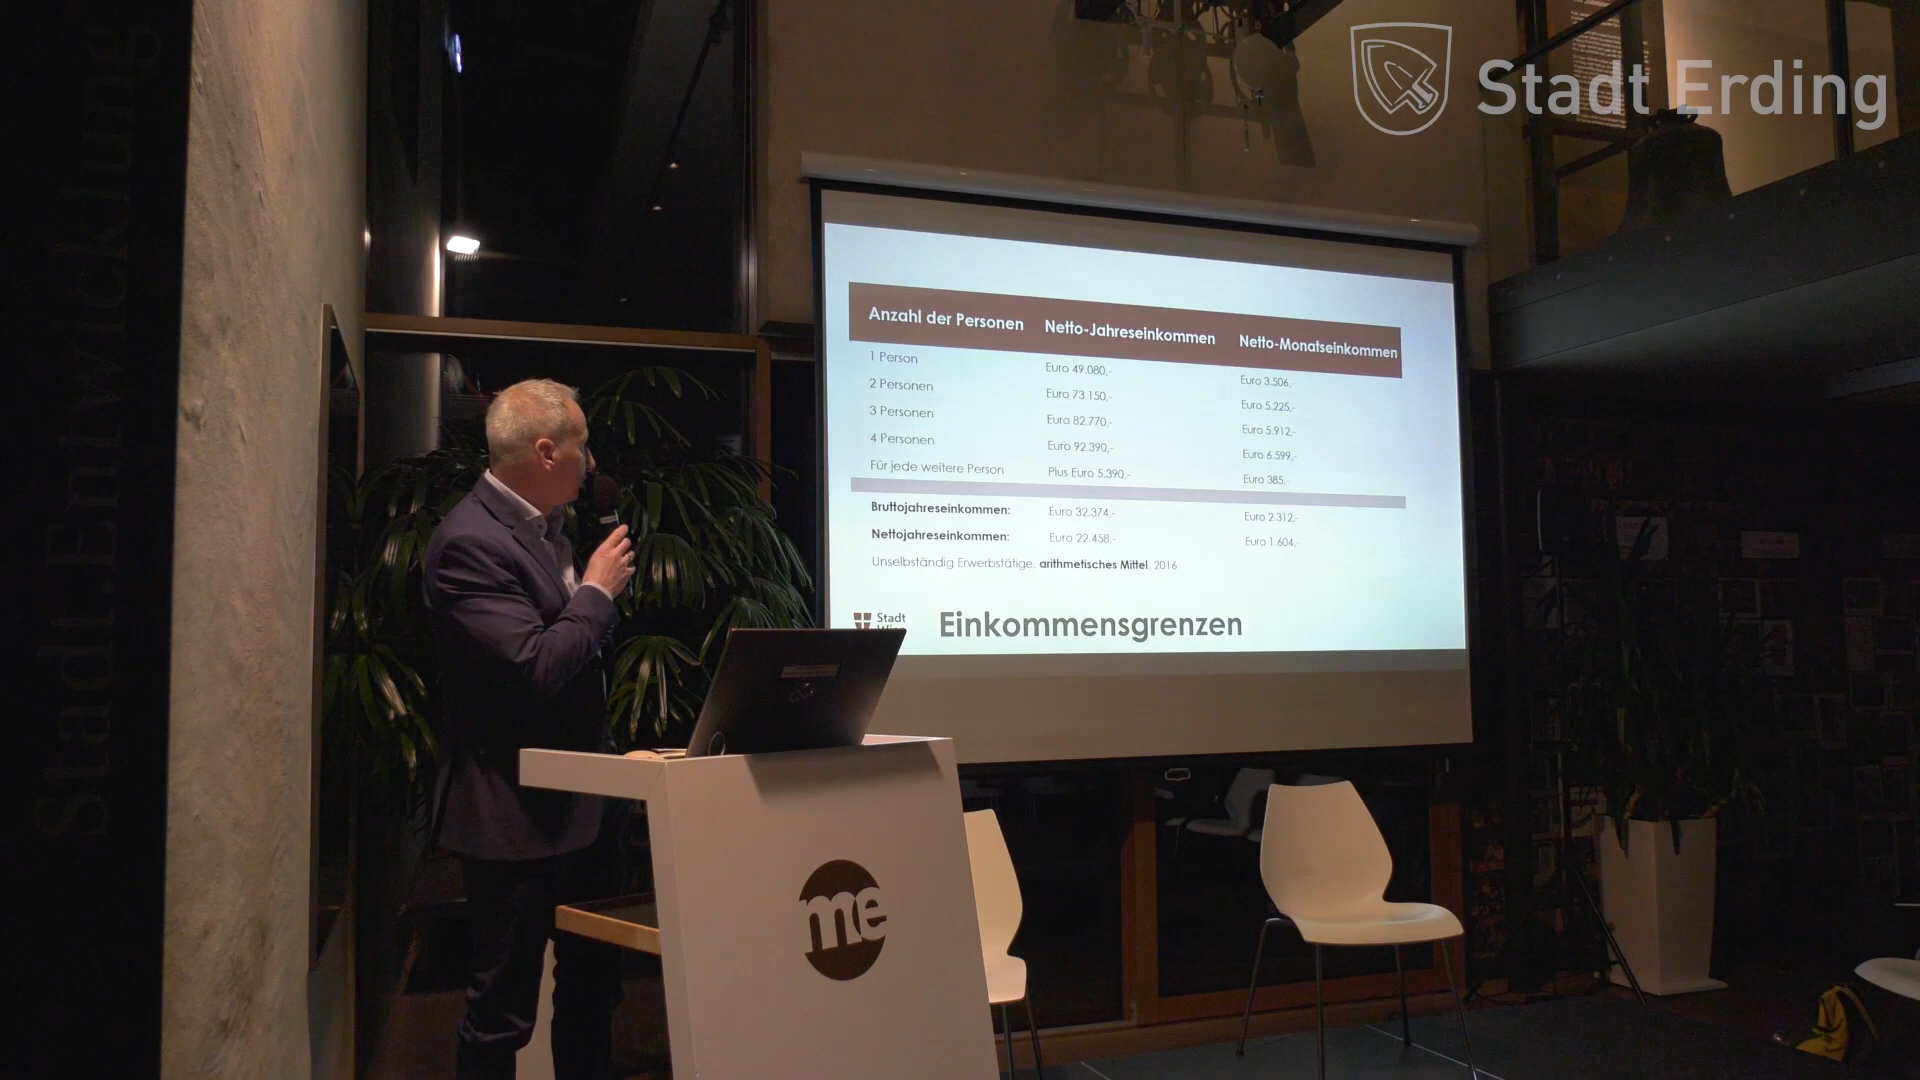 Stadt Erding
Stadt.Entwicklung
Anzahl der Personen Netto-Jahreseinkommen Netto-Monatseinkommen
1 Person Euro 49.080,- Euro 3.506,-
2 Personen Euro 73.150,- Euro 5.225,-
3 Personen Euro 82.770,- Euro 5.912,-
4 Personen Euro 92.390,- Euro 6.599,-
Für jede weitere Person Plus Euro 5.390,- Euro 385,-
Bruttojahreseinkommen: Euro 32.374,- Euro 2.312,-
Nettojahreseinkommen: Euro 22.458,- Euro 1.604,-
Unselbständig Erwerbstätige, arithmetisches Mittel, 2016
Stadt
Einkommensgrenzen
me